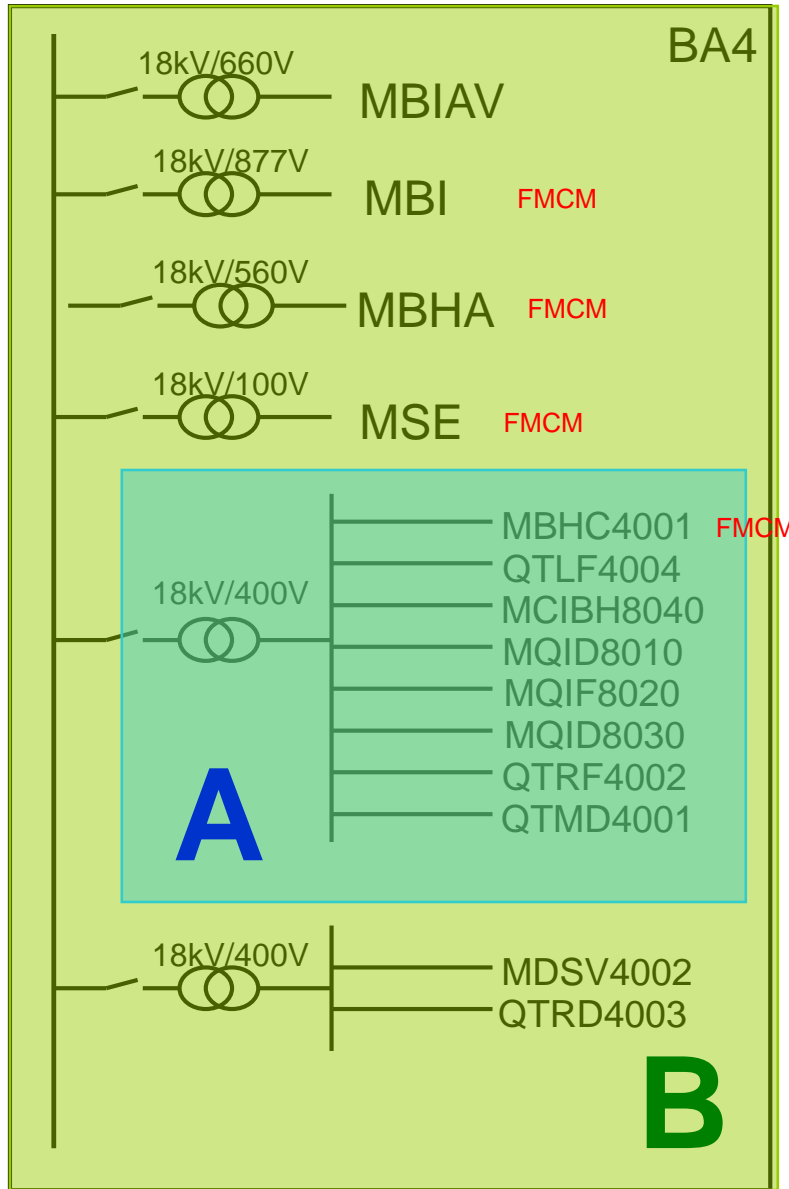 BA4
18kV/660V
MBIAV
18kV/877V
MBI FMCM
18kV/560V
MBHA FMCM
18kV/100V
MSE FMCM
MBHC4001 FMCM
QTLF4004
18kV/400V
MCIBH8040
MQID8010
MQIF8020
MQID8030
QTRF4002
QTMD4001
A
18kV/400V
MDSV4002
QTRD4003
B